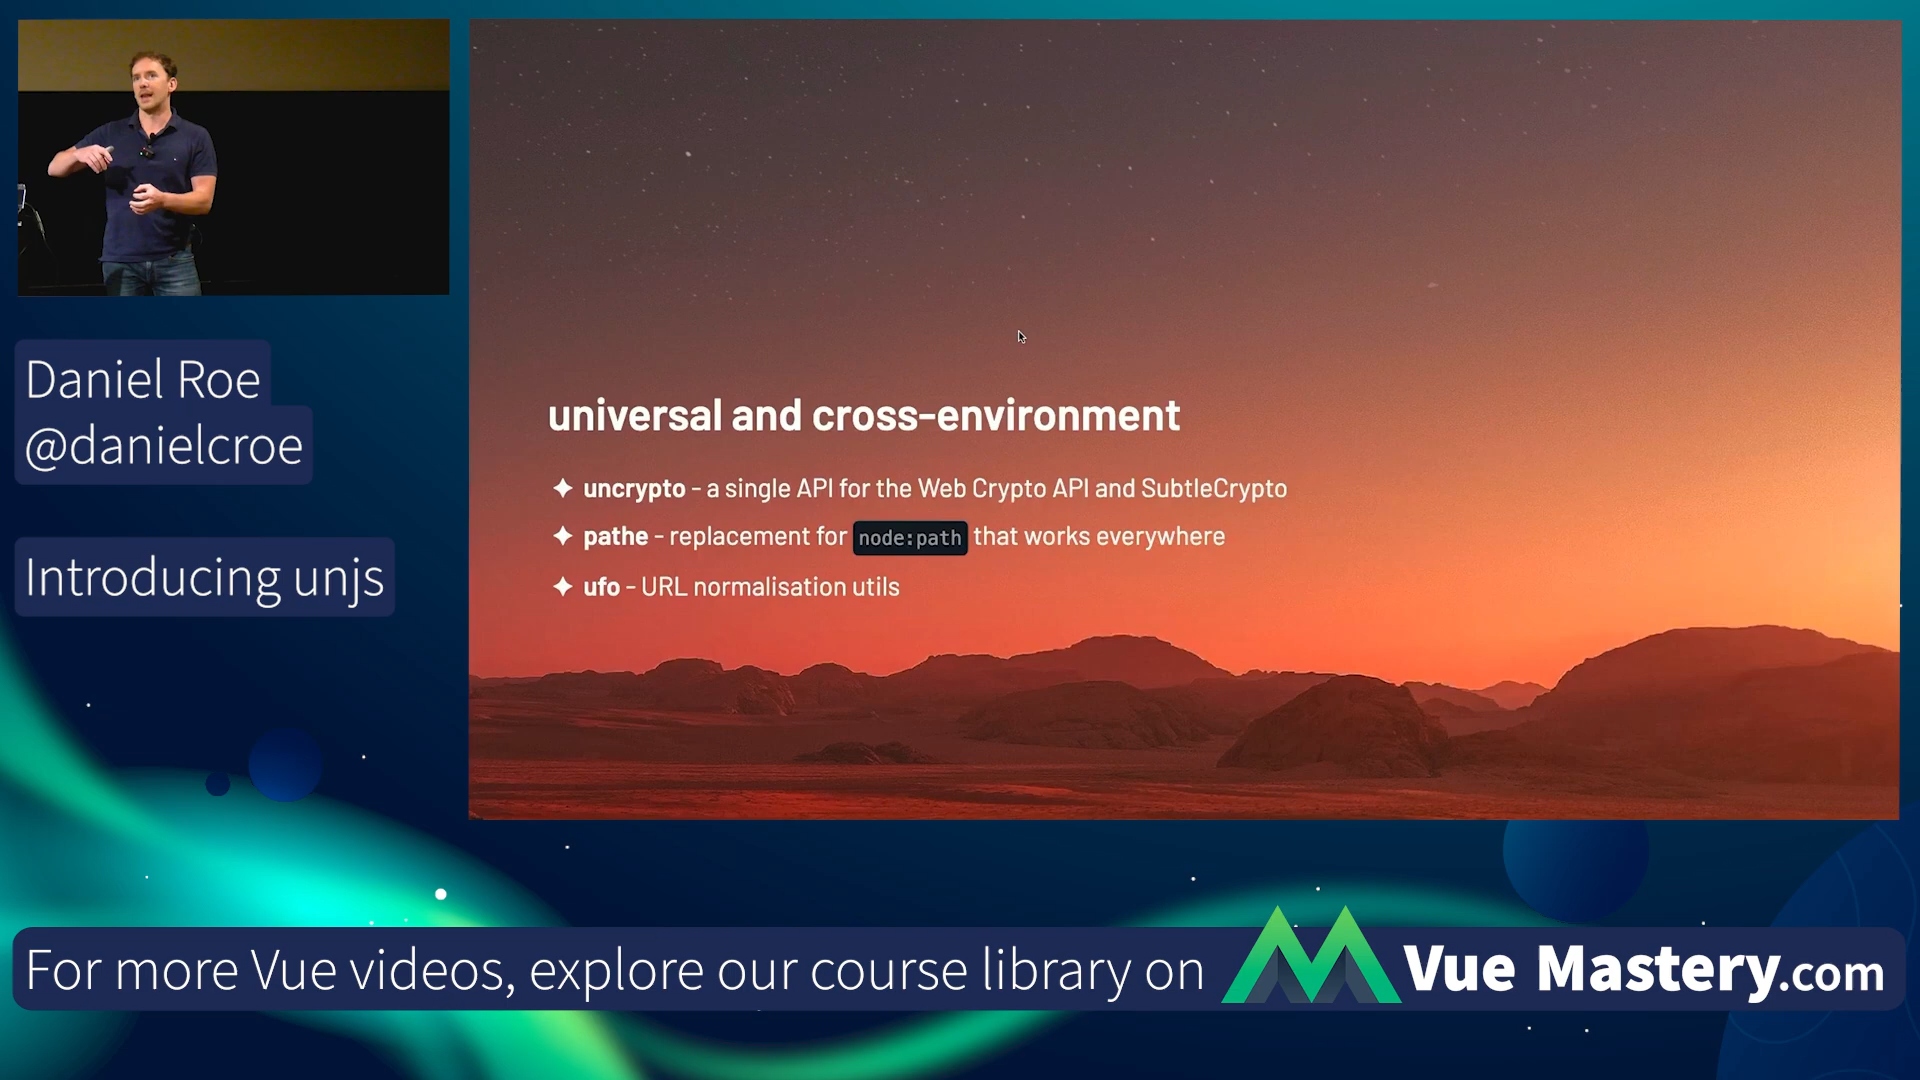 Daniel Roe
@danielcroe
Introducing unjs
universal and cross-environment
uncrypto - a single API for the Web Crypto API and SubtleCrypto
pathe - replacement for node:path that works everywhere
ufo - URL normalisation utils
For more Vue videos, explore our course library on Vue Mastery.com